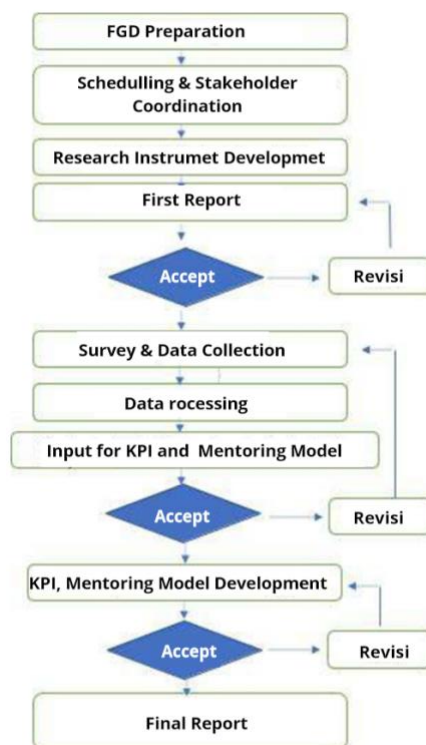 FGD Preparation
Schedulling & Stakeholder
Coordination
Research Instrumet Developmet
First Report
Accept
Revisi
Survey & Data Collection
Data rocessing
Input for KPI and Mentoring Model
Accept
Revisi
KPI, Mentoring Model Development
Accept
Revisi
Final Report